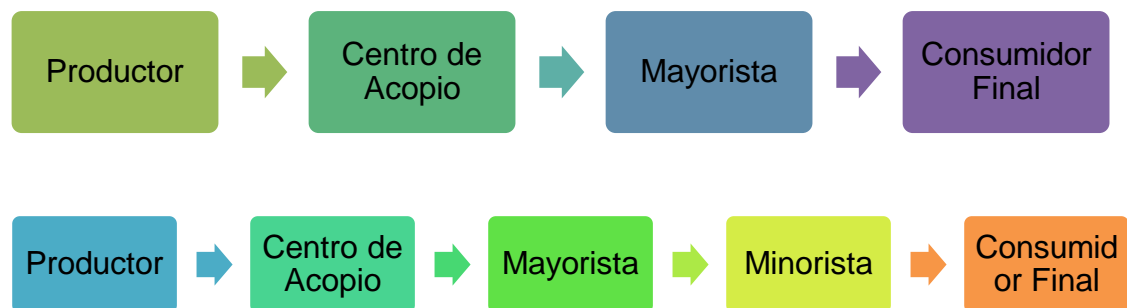 Productor
Centro de
Acopio
Mayorista
Consumidor
Final
Productor
Centro de
Acopio
Mayorista
Minorista
Consumid
or Final